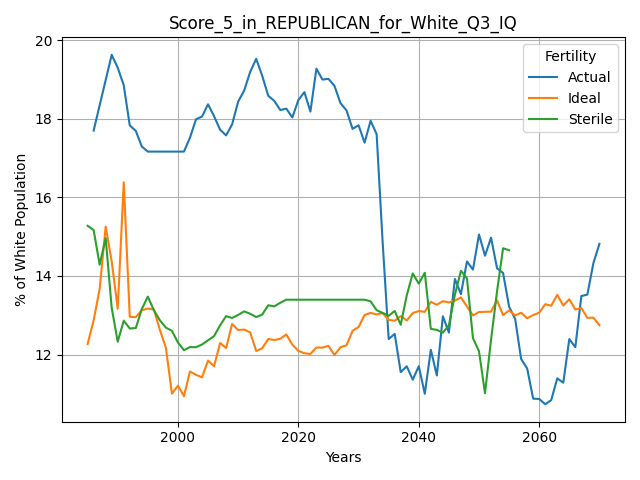 Score_5_in_REPUBLICAN_for_White_Q3_IQ
Fertility
Actual
Ideal
Sterile
% of White Population
20
18
16
14
12
2000
2020
2040
2060
Years